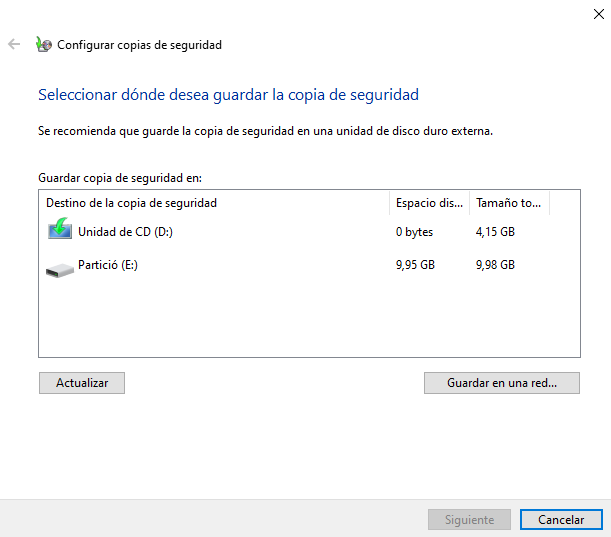 Configurar copias de seguridad
Seleccionar dónde desea guardar la copia de seguridad
Se recomienda que guarde la copia de seguridad en una unidad de disco duro externa.
Guardar copia de seguridad en:
Destino de la copia de seguridad Espacio dis... Tamaño to...
Unidad de CD (D:) 0 bytes 4,15 GB
Partició (E:) 9,95 GB 9,98 GB
Actualizar Guardar en una red...
Siguiente Cancelar